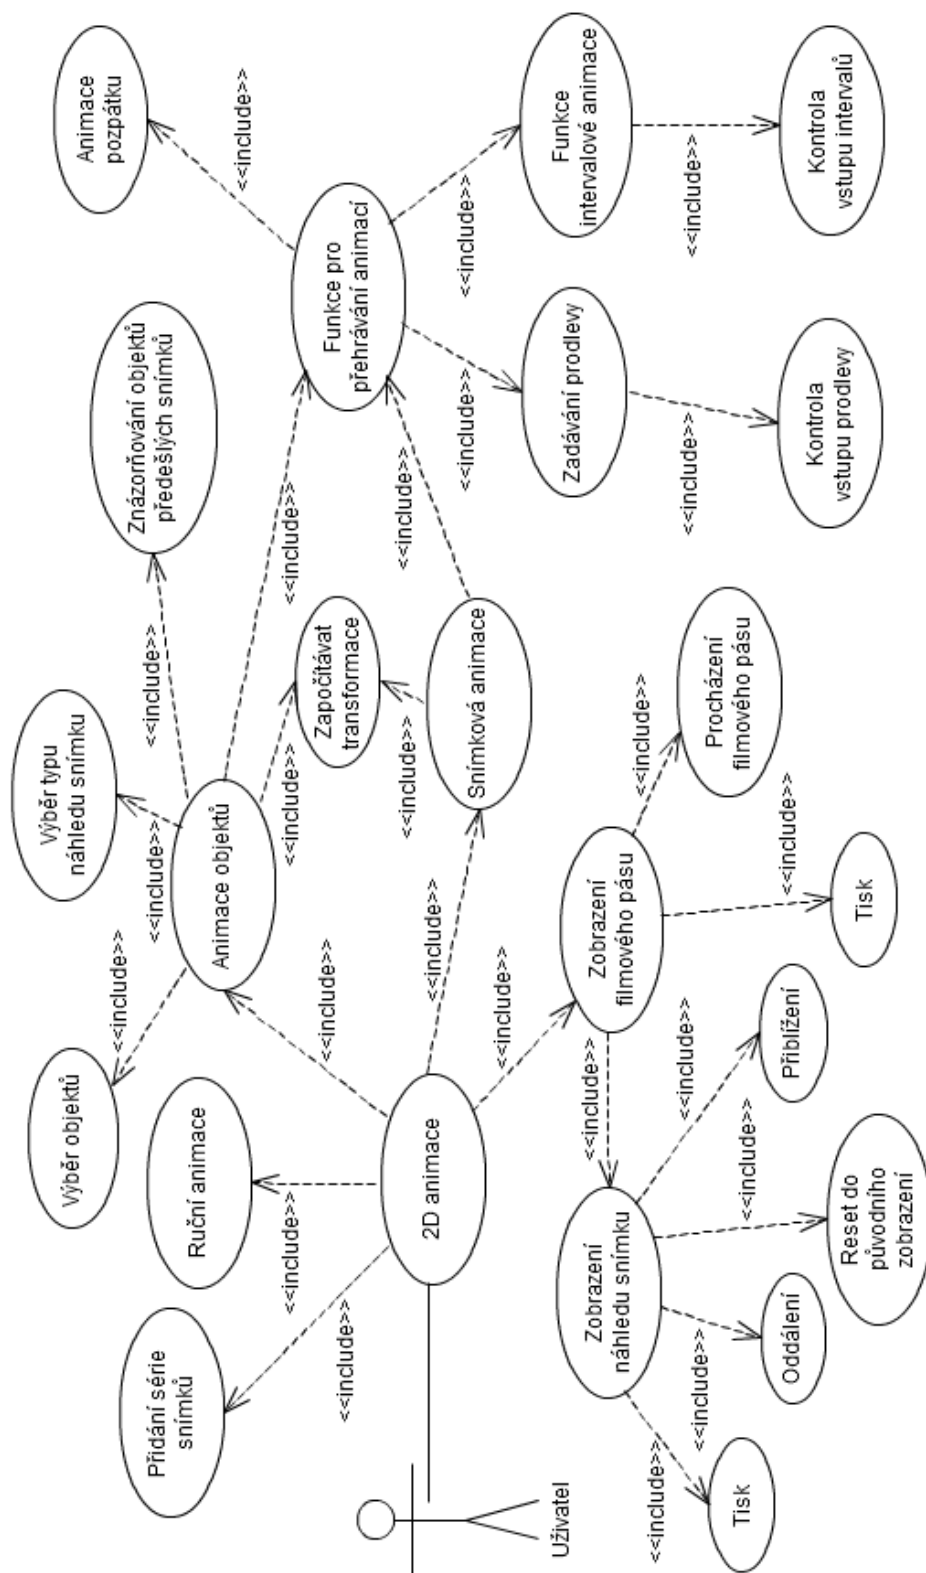 Výběr objektů
Výběr typu
náhledu snímku
Znázorňování objektů
předešlých snímků
Animace
pozpátku
<<include>>
<<include>>
<<include>>
<<include>>
Přidání série
snímků
Ruční animace
Animace objektů
<<include>>
<<include>>
<<include>>
<<include>>
<<include>>
Započítávat
transformace
Funkce pro
přehrávání animací
<<include>>
<<include>>
Uživatel
2D animace
<<include>>
Snímková animace
<<include>>
<<include>>
<<include>>
Zobrazení
filmového pásu
Zadávání prodlevy
Funkce
intervalové animace
Zobrazení
náhledu snímku
<<include>>
<<include>>
<<include>>
<<include>>
<<include>>
<<include>>
<<include>>
<<include>>
<<include>>
Procházení
filmového pásu
Tisk
Oddálení
Reset do
původního
zobrazení
Přiblížení
Tisk
Kontrola
vstupu prodlevy
Kontrola
vstupu intervalů